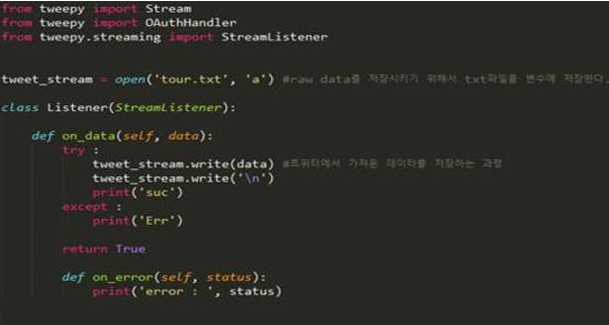 from tweepy import Stream
from tweepy import OAuthHandler
from tweepy.streaming import StreamListener
tweet_stream = open('tour.txt', 'a') #raw data를 저장시키기 위해서 txt파일을 변수에 저장한다.
class Listener(StreamListener):
def on_data(self, data):
try :
tweet_stream.write(data) #트위터에서 가져온 데이터를 저장하는 과정
tweet_stream.write('\n')
print('suc')
except :
print('Err')
return True
def on_error(self, status):
print('error : ', status)